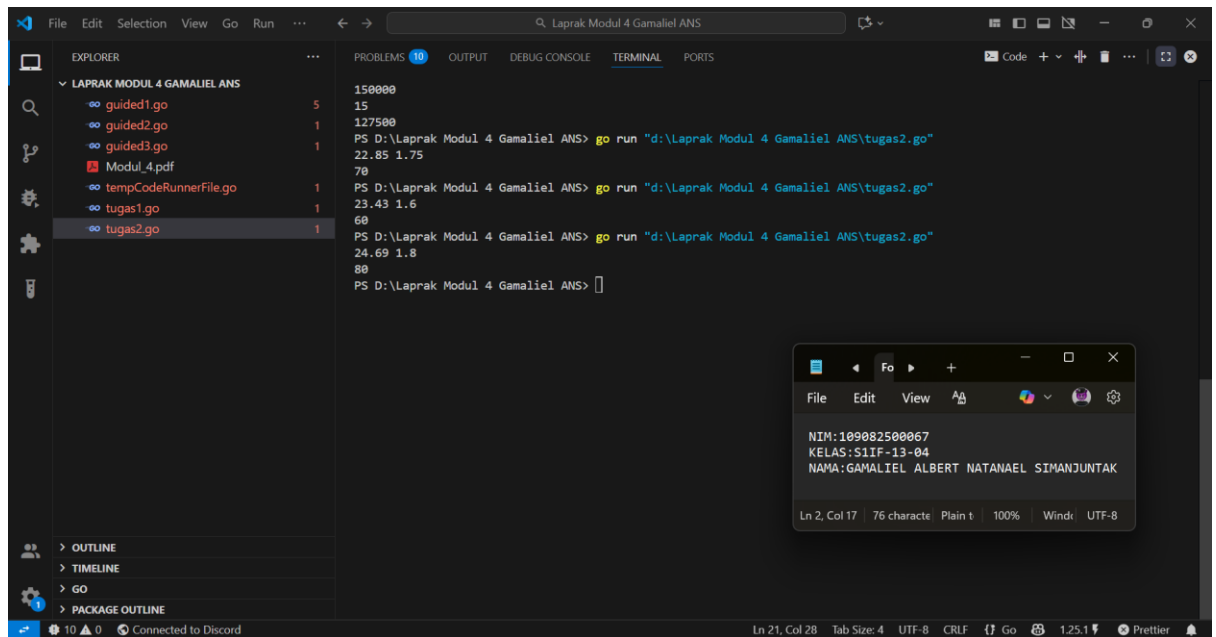 File Edit Selection View Go Run ... Laprak Modul 4 Gamaliel ANS
EXPLORER ...
LAPRAK MODUL 4 GAMALIEL ANS
guided1.go 5
guided2.go 1
guided3.go 1
Modul_4.pdf
tempCodeRunnerFile.go 1
tugas1.go 1
tugas2.go 1
OUTLINE
TIMELINE
GO
PACKAGE OUTLINE
PROBLEMS 10 OUTPUT DEBUG CONSOLE TERMINAL PORTS Code ...
150000
15
127500
PS D:\Laprak Modul 4 Gamaliel ANS> go run "d:\Laprak Modul 4 Gamaliel ANS\tugas2.go"
22.85 1.75
70
PS D:\Laprak Modul 4 Gamaliel ANS> go run "d:\Laprak Modul 4 Gamaliel ANS\tugas2.go"
23.43 1.6
60
PS D:\Laprak Modul 4 Gamaliel ANS> go run "d:\Laprak Modul 4 Gamaliel ANS\tugas2.go"
24.69 1.8
80
PS D:\Laprak Modul 4 Gamaliel ANS>
Fo
File Edit View
NIM:109082500067
KELAS:S1IF-13-04
NAMA:GAMALIEL ALBERT NATANAEL SIMANJUNTAK
Ln 2, Col 17 76 characte Plain t 100% Windo UTF-8
1
10 0 Connected to Discord Ln 21, Col 28 Tab Size: 4 UTF-8 CRLF {} Go 1.25.1 Prettier